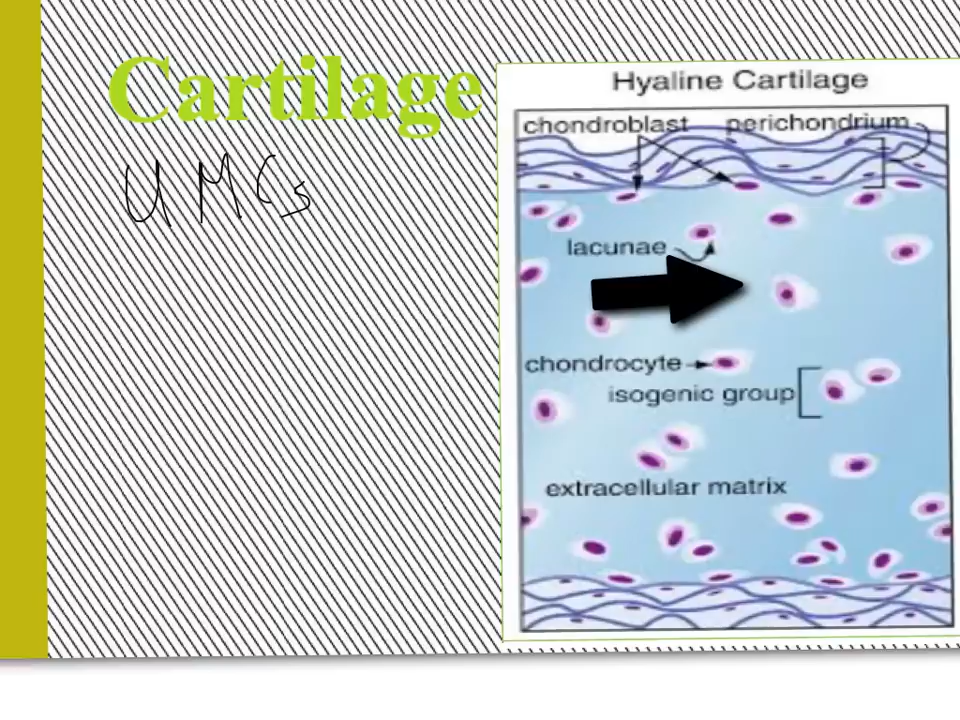 Cartilage
UMCs
Hyaline Cartilage
chondroblast perichondrium
lacunae
chondrocyte
isogenic group
extracellular matrix